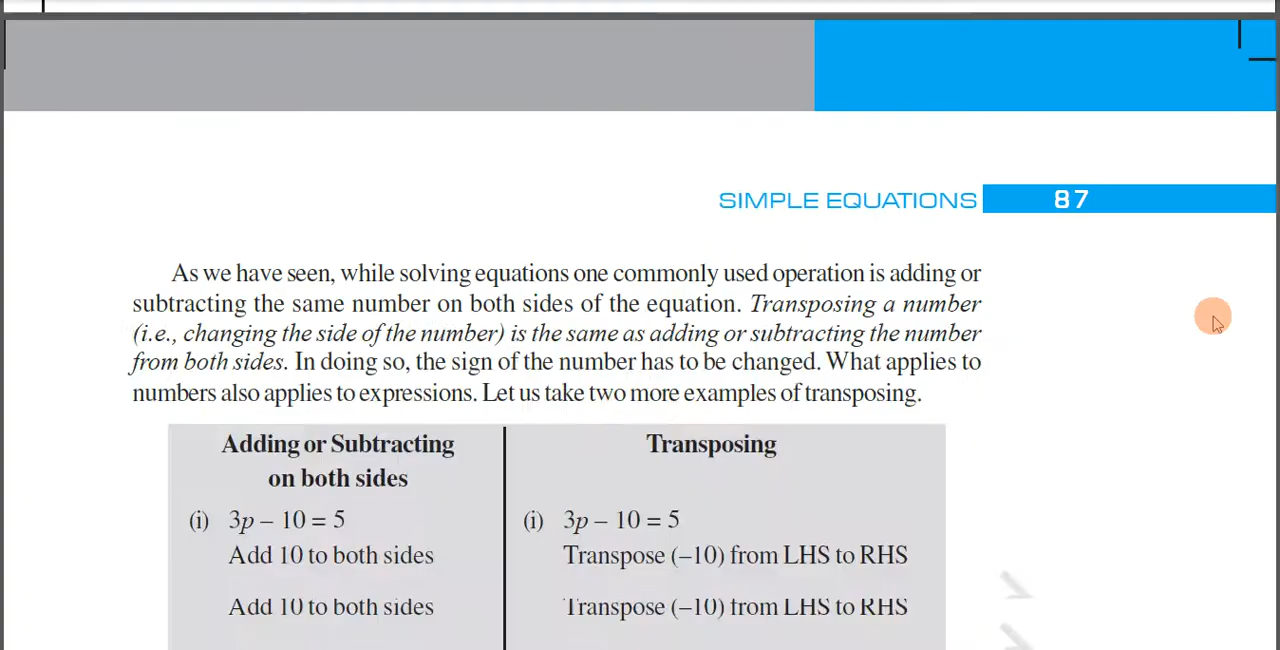 SIMPLE EQUATIONS 87
As we have seen, while solving equations one commonly used operation is adding or
subtracting the same number on both sides of the equation. Transposing a number
(i.e., changing the side of the number) is the same as adding or subtracting the number
from both sides. In doing so, the sign of the number has to be changed. What applies to
numbers also applies to expressions. Let us take two more examples of transposing.
Adding or Subtracting
on both sides
Transposing
(i) 3p – 10 = 5
(i) 3p – 10 = 5
Add 10 to both sides
Transpose (–10) from LHS to RHS
Add 10 to both sides
Transpose (–10) from LHS to RHS